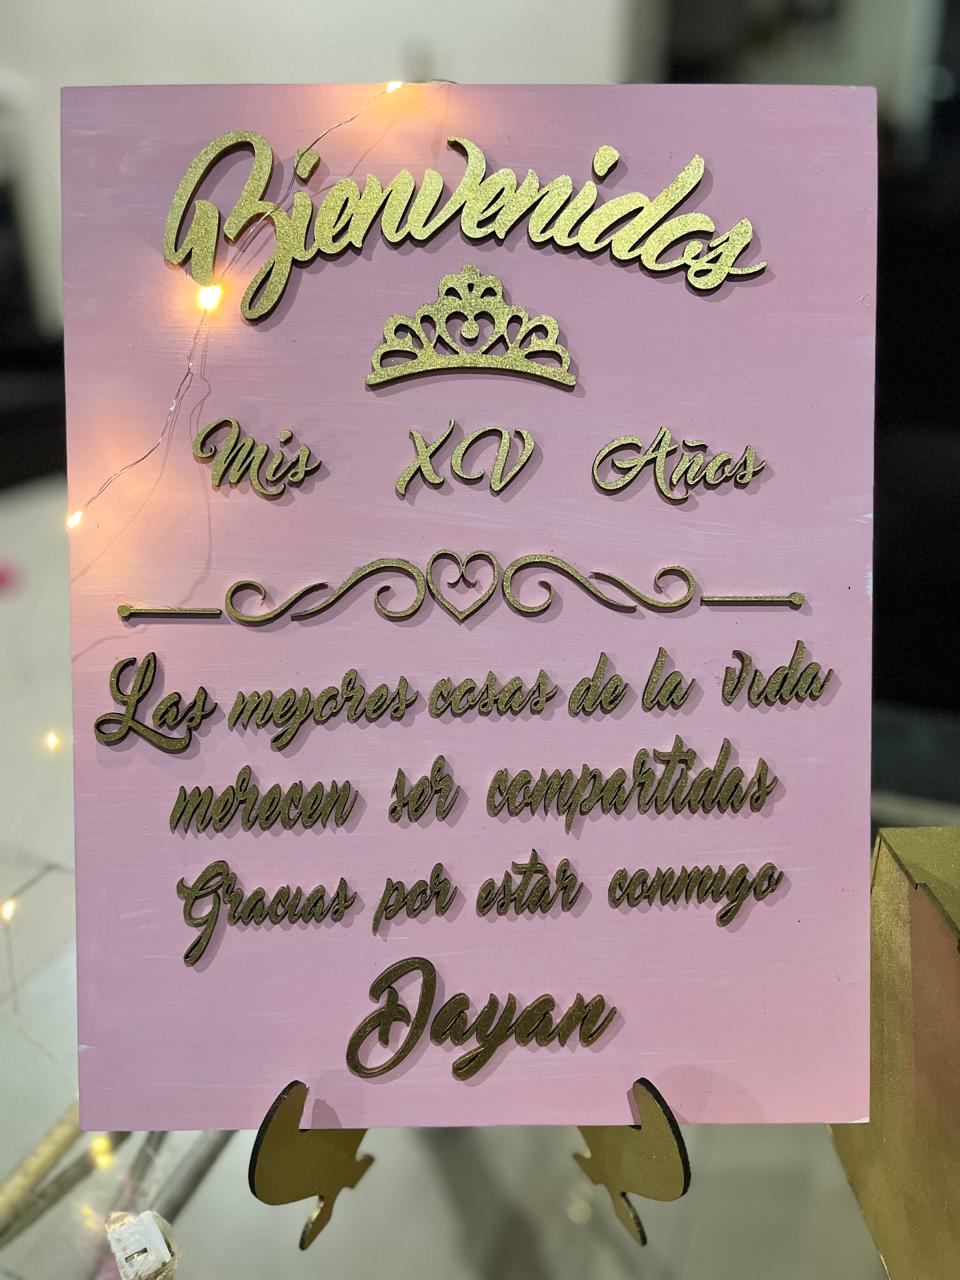 Bienvenidos
Mis XV Años
Las mejores cosas de la vida
merecen ser compartidas
Gracias por estar conmigo
Dayan